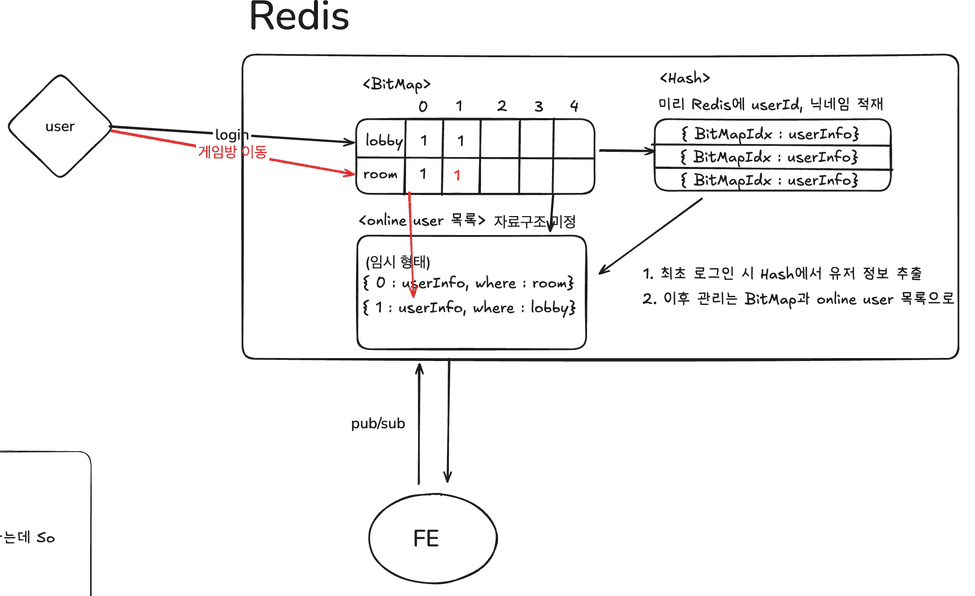 Redis
<BitMap>
<Hash>
0 1 2 3 4
미리 Redis에 userId, 닉네임 적재
user
login
게임방 이동
lobby 1 1
room 1 1
{ BitMapIdx : userInfo}
{ BitMapIdx : userInfo}
{ BitMapIdx : userInfo}
<online user 목록> 자료구조 미정
(임시 형태)
{ 0 : userInfo, where : room}
{ 1 : userInfo, where : lobby}
1. 최초 로그인 시 Hash에서 유저 정보 추출
2. 이후 관리는 BitMap과 online user 목록으로
pub/sub
FE
는데 So